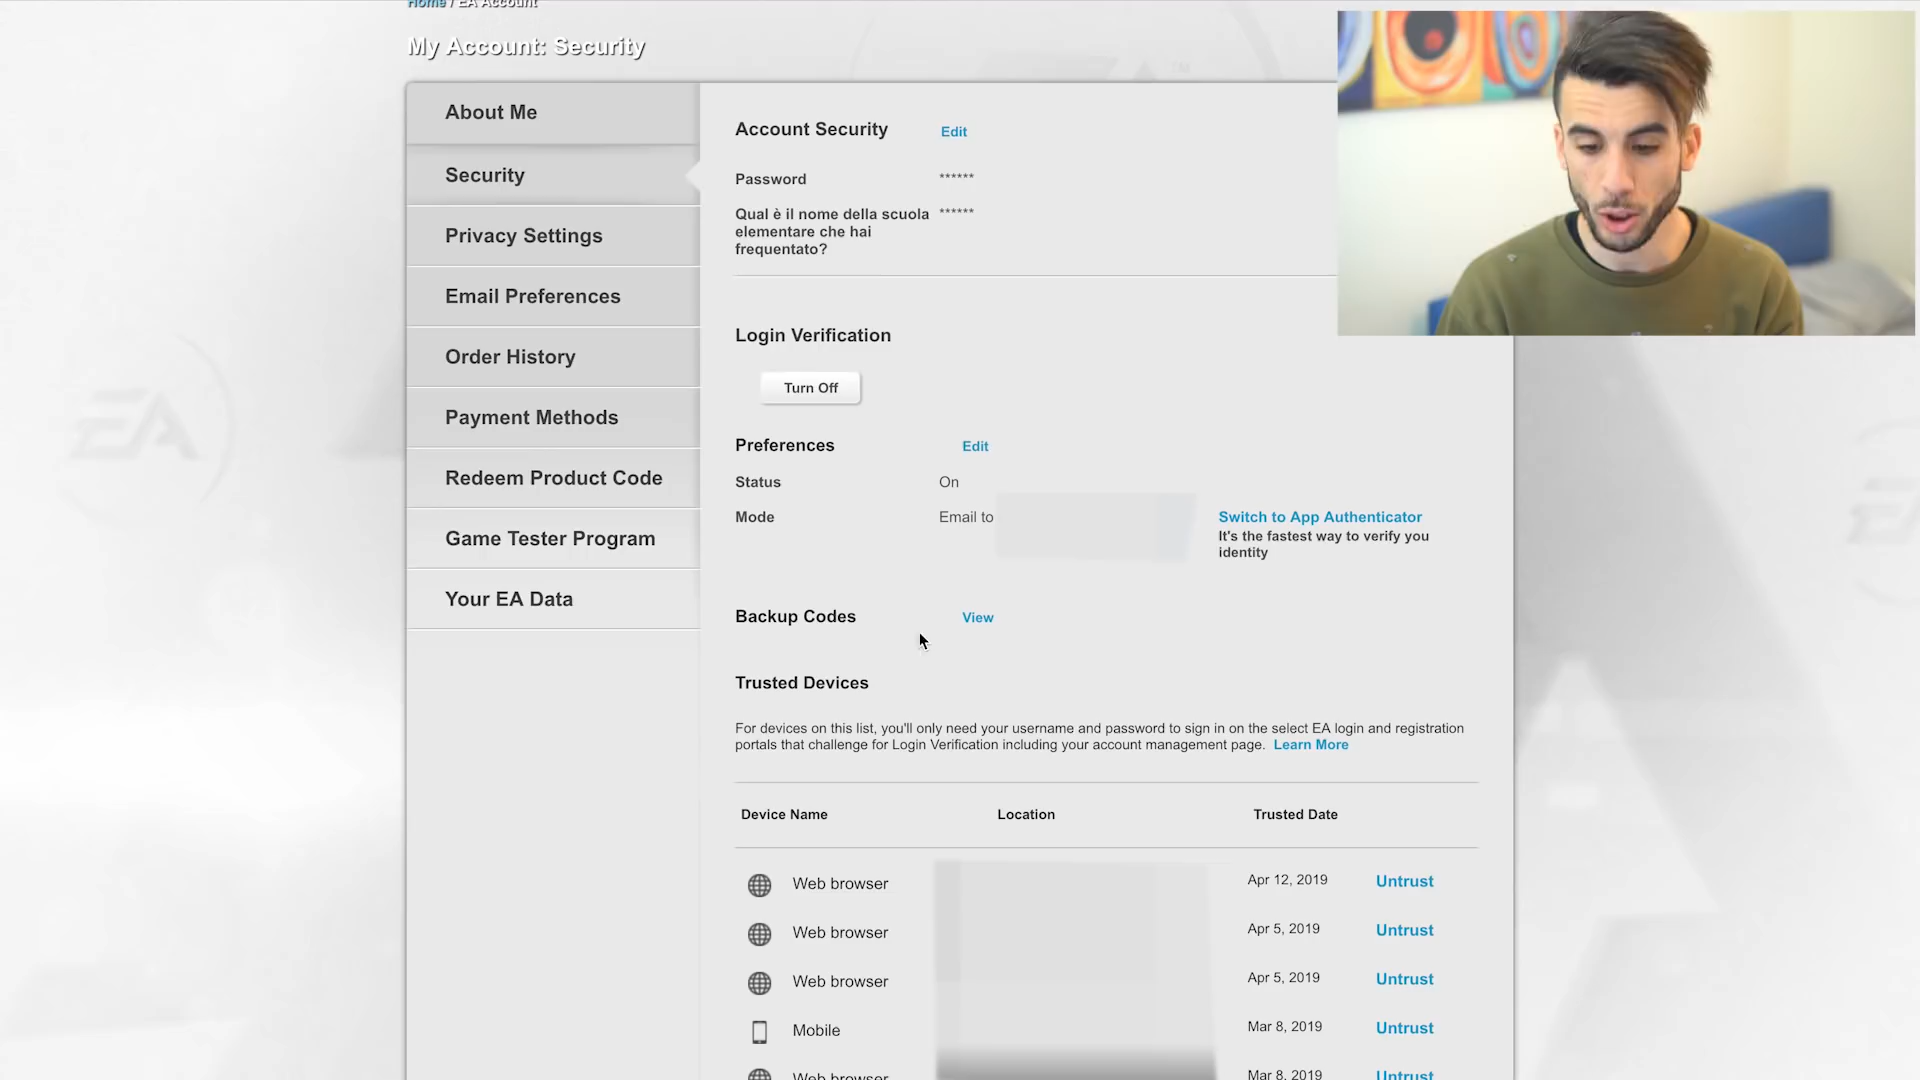 Home / EA Account
My Account: Security
About Me
Security
Privacy Settings
Email Preferences
Order History
Payment Methods
Redeem Product Code
Game Tester Program
Your EA Data
Account Security Edit
Password ******
Qual è il nome della scuola ******
elementare che hai
frequentato?
Login Verification
Turn Off
Preferences Edit
Status On
Mode Email to
Switch to App Authenticator
It's the fastest way to verify you
identity
Backup Codes View
Trusted Devices
For devices on this list, you'll only need your username and password to sign in on the select EA login and registration
portals that challenge for Login Verification including your account management page. Learn More
Device Name Location Trusted Date
Web browser Apr 12, 2019 Untrust
Web browser Apr 5, 2019 Untrust
Web browser Apr 5, 2019 Untrust
Mobile Mar 8, 2019 Untrust
Web browser Mar 8, 2019 Untrust
EA
TM